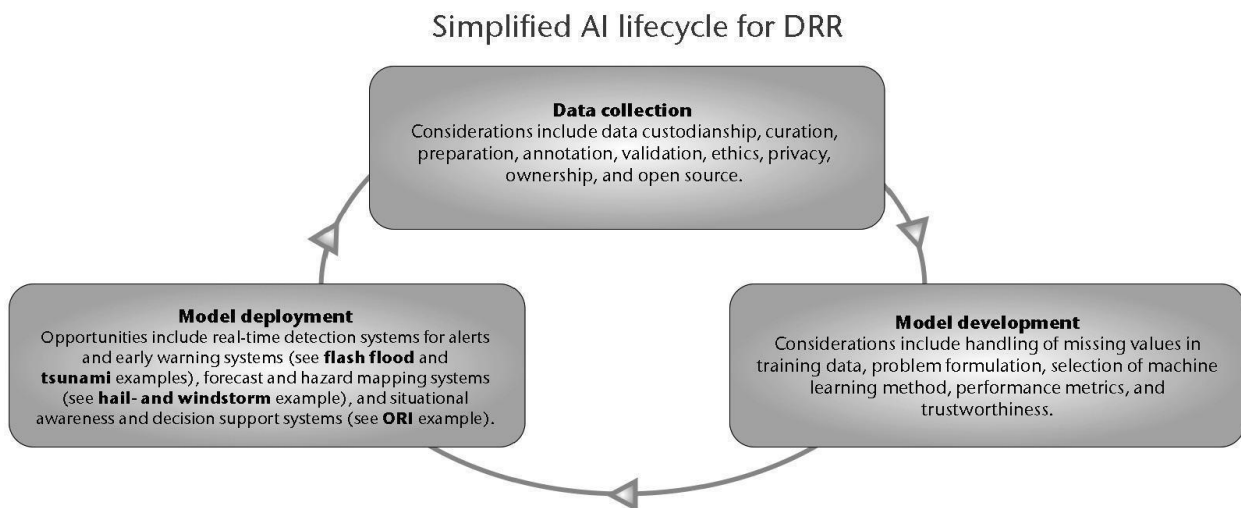 Simplified AI lifecycle for DRR
Data collection
Considerations include data custodianship, curation,
preparation, annotation, validation, ethics, privacy,
ownership, and open source.
Model deployment
Opportunities include real-time detection systems for alerts
and early warning systems (see flash flood and
tsunami examples), forecast and hazard mapping systems
(see hail- and windstorm example), and situational
awareness and decision support systems (see ORI example).
Model development
Considerations include handling of missing values in
training data, problem formulation, selection of machine
learning method, performance metrics, and
trustworthiness.